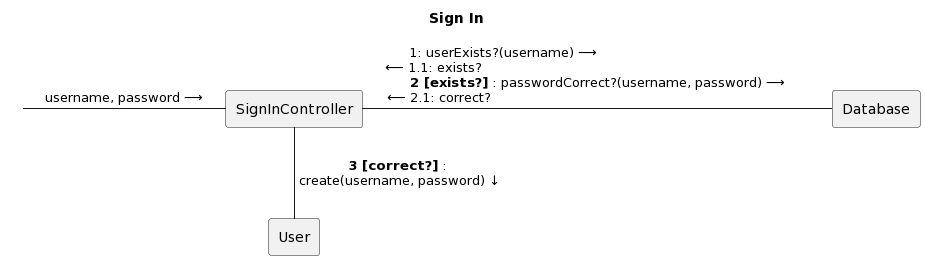 Sign In
1: userExists?(username) ⟶
⟵ 1.1: exists?
2 [exists?] : passwordCorrect?(username, password) ⟶
⟵ 2.1: correct?
username, password ⟶
SignInController
Database
3 [correct?] :
create(username, password) ↓
User